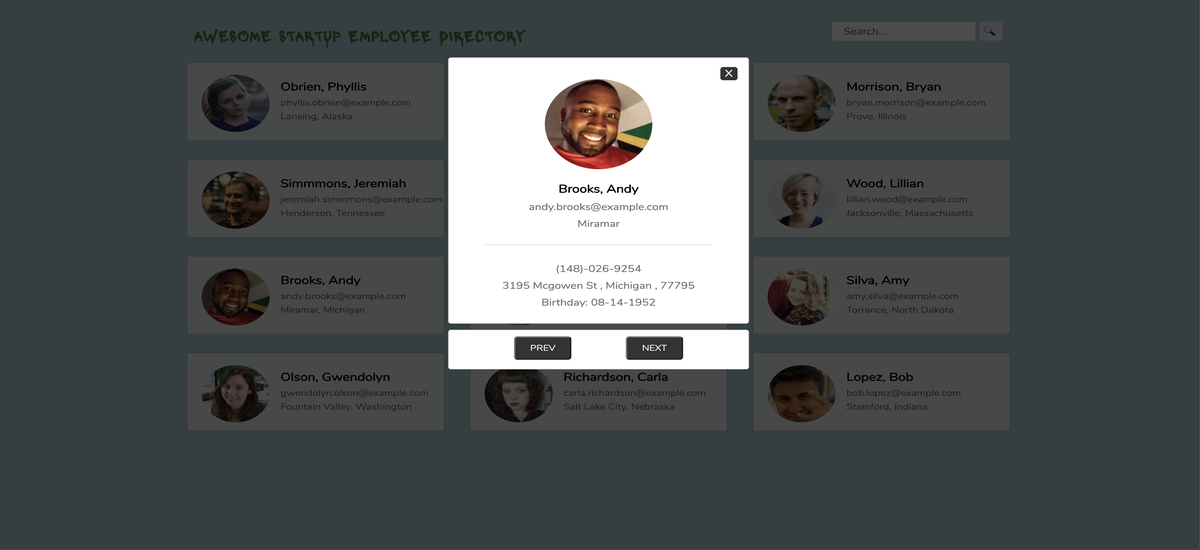 AWESOME STARTUP EMPLOYEE DIRECTORY
Search...
Obrien, Phyllis
phyllis.obrien@example.com
Lansing, Alaska
Morrison, Bryan
bryan.morrison@example.com
Provo, Illinois
Simmmons, Jeremiah
jeremiah.simmmons@example.com
Henderson, Tennessee
Wood, Lillian
lillian.wood@example.com
Jacksonville, Massachusetts
Brooks, Andy
andy.brooks@example.com
Miramar, Michigan
Silva, Amy
amy.silva@example.com
Torrance, North Dakota
Olson, Gwendolyn
gwendolyn.olson@example.com
Fountain Valley, Washington
Richardson, Carla
carla.richardson@example.com
Salt Lake City, Nebraska
Lopez, Bob
bob.lopez@example.com
Stamford, Indiana
X
Brooks, Andy
andy.brooks@example.com
Miramar
(148)-026-9254
3195 Mcgowen St , Michigan , 77795
Birthday: 08-14-1952
PREV
NEXT